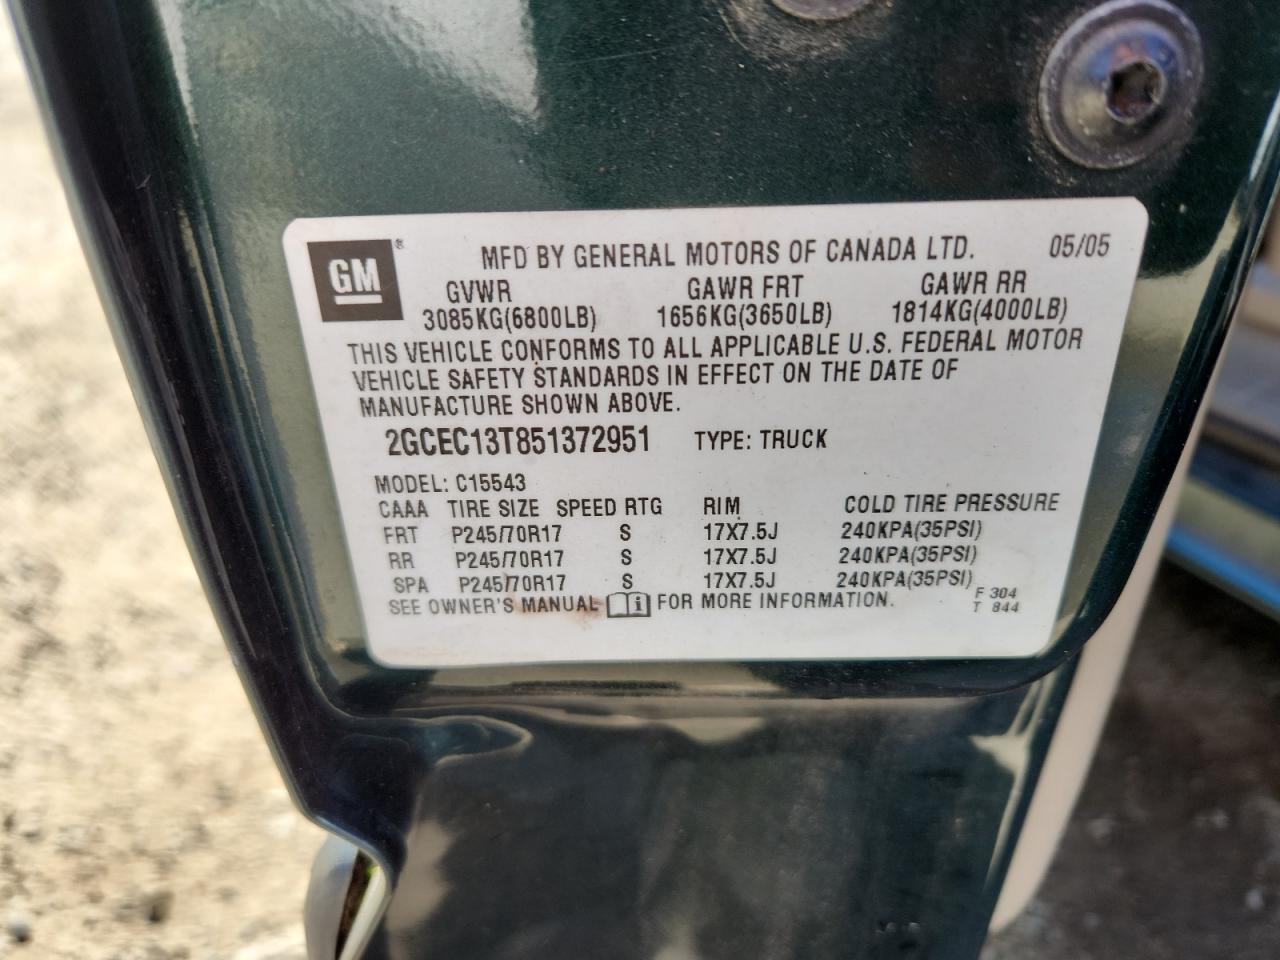 GM ® MFD BY GENERAL MOTORS OF CANADA LTD. 05/05
GVWR GAWR FRT GAWR RR
3085KG(6800LB) 1656KG(3650LB) 1814KG(4000LB)
THIS VEHICLE CONFORMS TO ALL APPLICABLE U.S. FEDERAL MOTOR
VEHICLE SAFETY STANDARDS IN EFFECT ON THE DATE OF
MANUFACTURE SHOWN ABOVE.
2GCEC13T851372951 TYPE: TRUCK
MODEL: C15543
CAAA TIRE SIZE SPEED RTG RIM COLD TIRE PRESSURE
FRT P245/70R17 S 17X7.5J 240KPA(35PSI)
RR P245/70R17 S 17X7.5J 240KPA(35PSI)
SPA P245/70R17 S 17X7.5J 240KPA(35PSI)
SEE OWNER'S MANUAL i FOR MORE INFORMATION.
F 304
T 844